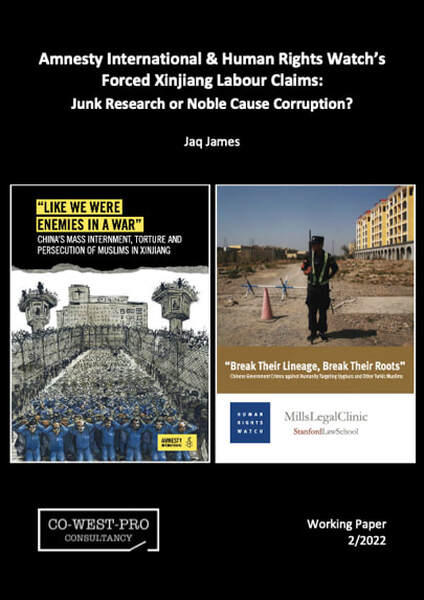 Amnesty International & Human Rights Watch's
Forced Xinjiang Labour Claims:
Junk Research or Noble Cause Corruption?
Jaq James
"LIKE WE WERE
ENEMIES IN A WAR"
CHINA'S MASS INTERNMENT, TORTURE AND
PERSECUTION OF MUSLIMS IN XINJIANG
AMNESTY
INTERNATIONAL
"Break Their Lineage, Break Their Roots"
Chinese Government Crimes against Humanity Targeting Uyghurs and Other Turkic Muslims
HUMAN
RIGHTS
WATCH
MillsLegalClinic
StanfordLawSchool
CO-WEST-PRO
CONSULTANCY
Working Paper
2/2022